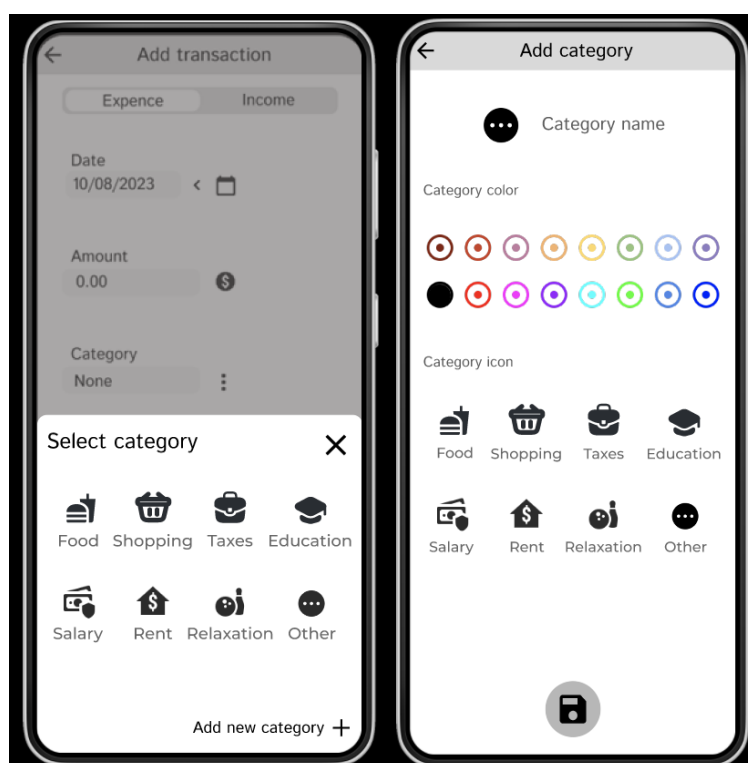 Add transaction
Expence Income
Date
10/08/2023 <
Amount
0.00
$
Category
None
Select category
Food Shopping Taxes Education
Salary Rent Relaxation Other
Add new category +
Add category
Category name
Category color
Category icon
Food Shopping Taxes Education
Salary Rent Relaxation Other